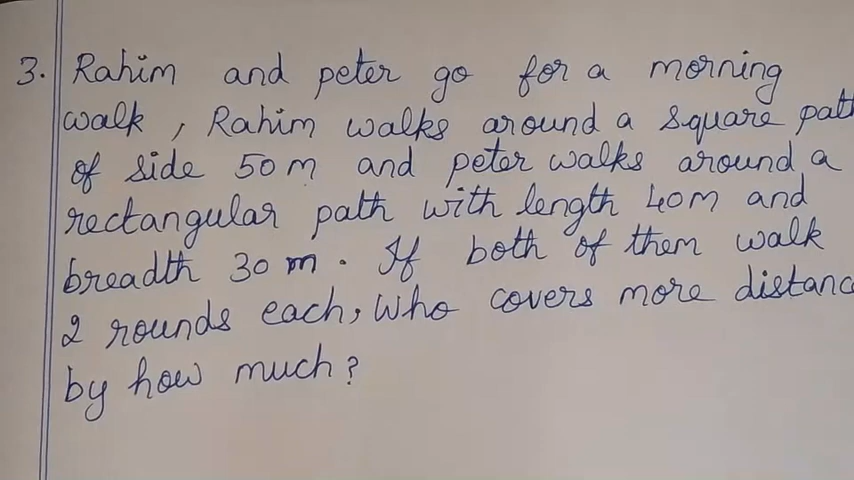 3. Rahim and peter go for a morning
walk, Rahim walks around a square path
of side 50 m and peter walks around a
rectangular path with length 40m and
breadth 30 m. If both of them walk
2 rounds each, Who covers more distanc
by how much?